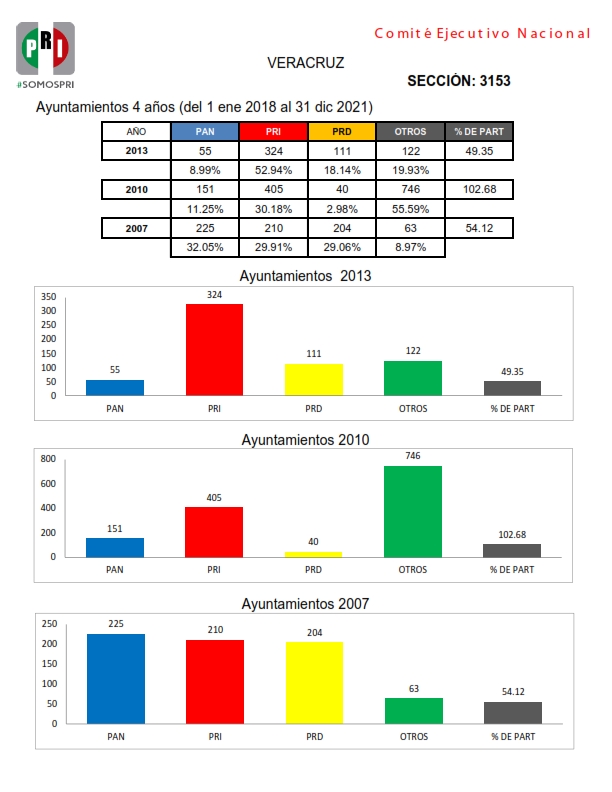 Comité Ejecutivo Nacional
PRI
#SOMOSPRI
VERACRUZ
SECCIÓN: 3153
Ayuntamientos 4 años (del 1 ene 2018 al 31 dic 2021)
AÑO PAN PRI PRD OTROS % DE PART
2013 55 324 111 122 49.35
8.99% 52.94% 18.14% 19.93%
2010 151 405 40 746 102.68
11.25% 30.18% 2.98% 55.59%
2007 225 210 204 63 54.12
32.05% 29.91% 29.06% 8.97%
Ayuntamientos 2013
350
300
250
200
150
100
50
0
55 324 111 122 49.35
PAN PRI PRD OTROS % DE PART
Ayuntamientos 2010
800
600
400
200
0
151 405 40 746 102.68
PAN PRI PRD OTROS % DE PART
Ayuntamientos 2007
250
200
150
100
50
0
225 210 204 63 54.12
PAN PRI PRD OTROS % DE PART